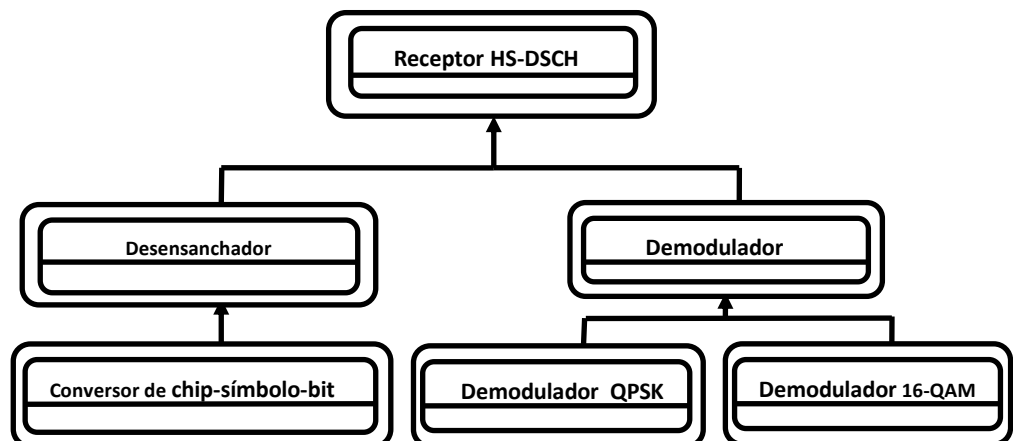 Receptor HS-DSCH
Desensanchador
Demodulador
Conversor de chip-símbolo-bit
Demodulador QPSK
Demodulador 16-QAM